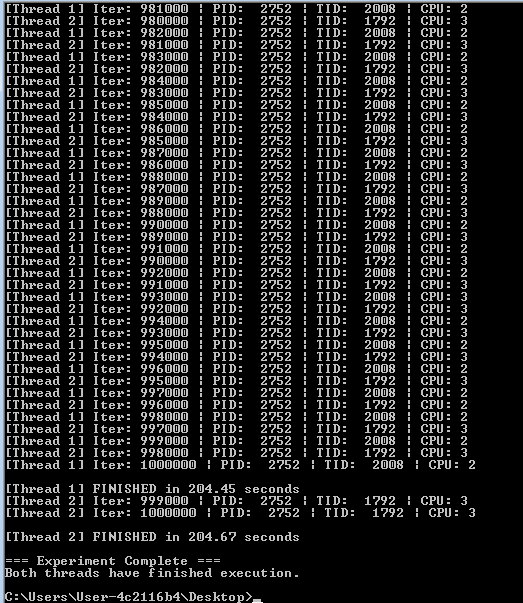 [Thread 1] Iter: 981000 ¦ PID:   2752 ¦ TID:   2008 ¦ CPU: 2
[Thread 2] Iter: 980000 ¦ PID:   2752 ¦ TID:   1792 ¦ CPU: 3
[Thread 1] Iter: 982000 ¦ PID:   2752 ¦ TID:   2008 ¦ CPU: 2
[Thread 2] Iter: 981000 ¦ PID:   2752 ¦ TID:   1792 ¦ CPU: 3
[Thread 1] Iter: 983000 ¦ PID:   2752 ¦ TID:   2008 ¦ CPU: 2
[Thread 2] Iter: 982000 ¦ PID:   2752 ¦ TID:   1792 ¦ CPU: 3
[Thread 1] Iter: 984000 ¦ PID:   2752 ¦ TID:   2008 ¦ CPU: 2
[Thread 2] Iter: 983000 ¦ PID:   2752 ¦ TID:   1792 ¦ CPU: 3
[Thread 1] Iter: 985000 ¦ PID:   2752 ¦ TID:   2008 ¦ CPU: 2
[Thread 2] Iter: 984000 ¦ PID:   2752 ¦ TID:   1792 ¦ CPU: 3
[Thread 1] Iter: 986000 ¦ PID:   2752 ¦ TID:   2008 ¦ CPU: 2
[Thread 2] Iter: 985000 ¦ PID:   2752 ¦ TID:   1792 ¦ CPU: 3
[Thread 1] Iter: 987000 ¦ PID:   2752 ¦ TID:   2008 ¦ CPU: 2
[Thread 2] Iter: 986000 ¦ PID:   2752 ¦ TID:   1792 ¦ CPU: 3
[Thread 1] Iter: 988000 ¦ PID:   2752 ¦ TID:   2008 ¦ CPU: 2
[Thread 2] Iter: 987000 ¦ PID:   2752 ¦ TID:   1792 ¦ CPU: 3
[Thread 1] Iter: 989000 ¦ PID:   2752 ¦ TID:   2008 ¦ CPU: 2
[Thread 2] Iter: 988000 ¦ PID:   2752 ¦ TID:   1792 ¦ CPU: 3
[Thread 1] Iter: 990000 ¦ PID:   2752 ¦ TID:   2008 ¦ CPU: 2
[Thread 2] Iter: 989000 ¦ PID:   2752 ¦ TID:   1792 ¦ CPU: 3
[Thread 1] Iter: 991000 ¦ PID:   2752 ¦ TID:   2008 ¦ CPU: 2
[Thread 2] Iter: 990000 ¦ PID:   2752 ¦ TID:   1792 ¦ CPU: 3
[Thread 1] Iter: 992000 ¦ PID:   2752 ¦ TID:   2008 ¦ CPU: 2
[Thread 2] Iter: 991000 ¦ PID:   2752 ¦ TID:   1792 ¦ CPU: 3
[Thread 1] Iter: 993000 ¦ PID:   2752 ¦ TID:   2008 ¦ CPU: 2
[Thread 2] Iter: 992000 ¦ PID:   2752 ¦ TID:   1792 ¦ CPU: 3
[Thread 1] Iter: 994000 ¦ PID:   2752 ¦ TID:   2008 ¦ CPU: 2
[Thread 2] Iter: 993000 ¦ PID:   2752 ¦ TID:   1792 ¦ CPU: 3
[Thread 1] Iter: 995000 ¦ PID:   2752 ¦ TID:   2008 ¦ CPU: 2
[Thread 2] Iter: 994000 ¦ PID:   2752 ¦ TID:   1792 ¦ CPU: 3
[Thread 1] Iter: 996000 ¦ PID:   2752 ¦ TID:   2008 ¦ CPU: 2
[Thread 2] Iter: 995000 ¦ PID:   2752 ¦ TID:   1792 ¦ CPU: 3
[Thread 1] Iter: 997000 ¦ PID:   2752 ¦ TID:   2008 ¦ CPU: 2
[Thread 2] Iter: 996000 ¦ PID:   2752 ¦ TID:   1792 ¦ CPU: 3
[Thread 1] Iter: 998000 ¦ PID:   2752 ¦ TID:   2008 ¦ CPU: 2
[Thread 2] Iter: 997000 ¦ PID:   2752 ¦ TID:   1792 ¦ CPU: 3
[Thread 1] Iter: 999000 ¦ PID:   2752 ¦ TID:   2008 ¦ CPU: 2
[Thread 2] Iter: 998000 ¦ PID:   2752 ¦ TID:   1792 ¦ CPU: 3
[Thread 1] Iter: 1000000 ¦ PID:   2752 ¦ TID:   2008 ¦ CPU: 2
[Thread 1] FINISHED in 204.45 seconds
[Thread 2] Iter: 999000 ¦ PID:   2752 ¦ TID:   1792 ¦ CPU: 3
[Thread 2] Iter: 1000000 ¦ PID:   2752 ¦ TID:   1792 ¦ CPU: 3
[Thread 2] FINISHED in 204.67 seconds
=== Experiment Complete ===
Both threads have finished execution.
C:\Users\User-4c2116b4\Desktop>_